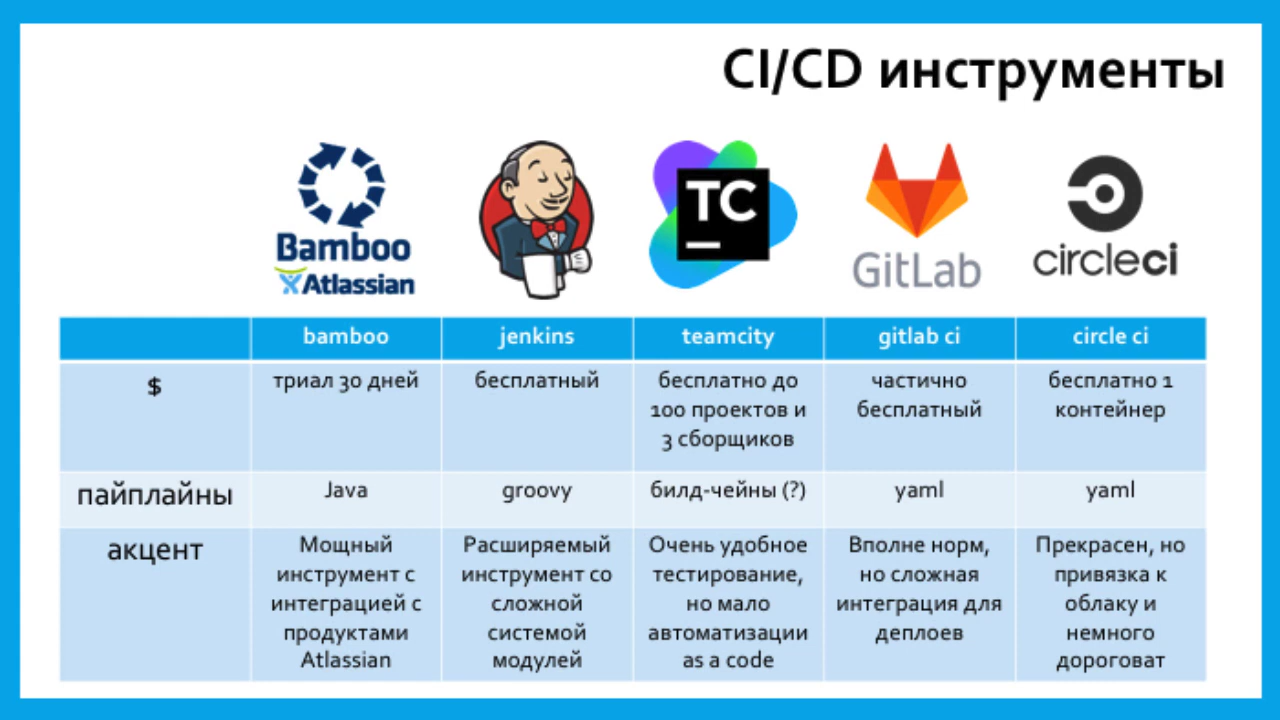 CI/CD инструменты
Bamboo
Atlassian
TC
GitLab
circleci
bamboo
jenkins
teamcity
gitlab ci
circle ci
$
триал 30 дней
бесплатный
бесплатно до
100 проектов и
3 сборщиков
частично
бесплатный
бесплатно 1
контейнер
пайплайны
Java
groovy
билд-чейны (?)
yaml
yaml
акцент
Мощный
инструмент с
интеграцией с
продуктами
Atlassian
Расширяемый
инструмент со
сложной
системой
модулей
Очень удобное
тестирование,
но мало
автоматизации
as a code
Вполне норм,
но сложная
интеграция для
деплоев
Прекрасен, но
привязка к
облаку и
немного
дороговат